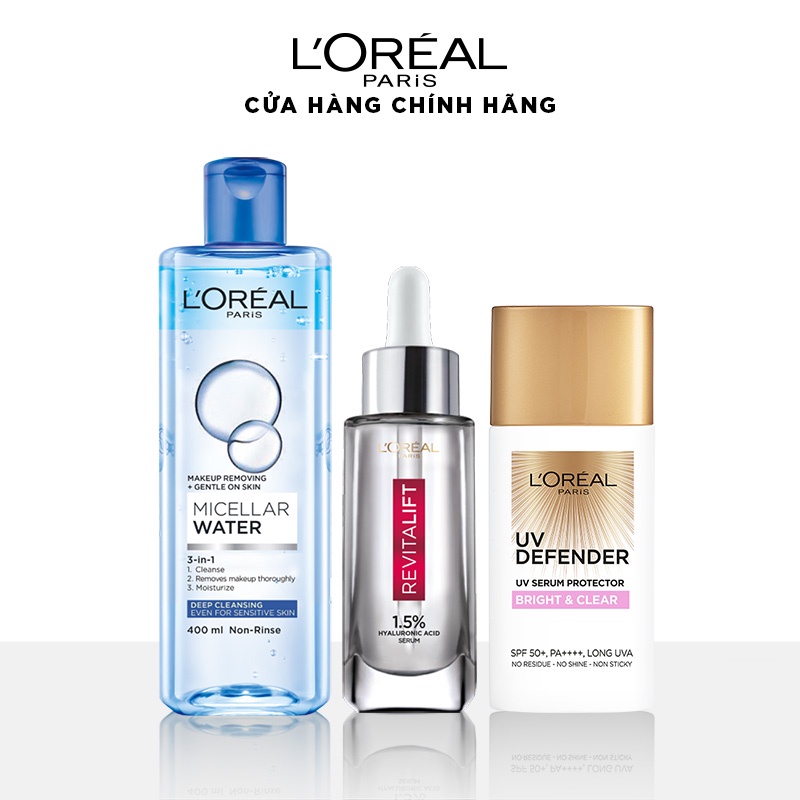 L'ORÉAL
PARiS
CỬA HÀNG CHÍNH HÃNG
L'ORÉAL
PARIS
MAKEUP REMOVING
+ GENTLE ON SKIN
MICELLAR
WATER
3-in-1
1. Cleanse
2. Removes makeup thoroughly
3. Moisturize
DEEP CLEANSING
EVEN FOR SENSITIVE SKIN
400 ml Non-Rinse
L'ORÉAL
PARIS
REVITALIFT
1.5%
HYALURONIC ACID
SERUM
L'ORÉAL
PARIS
UV
DEFENDER
UV SERUM PROTECTOR
BRIGHT & CLEAR
SPF 50+, PA++++, LONG UVA
NO RESIDUE - NO SHINE - NON STICKY